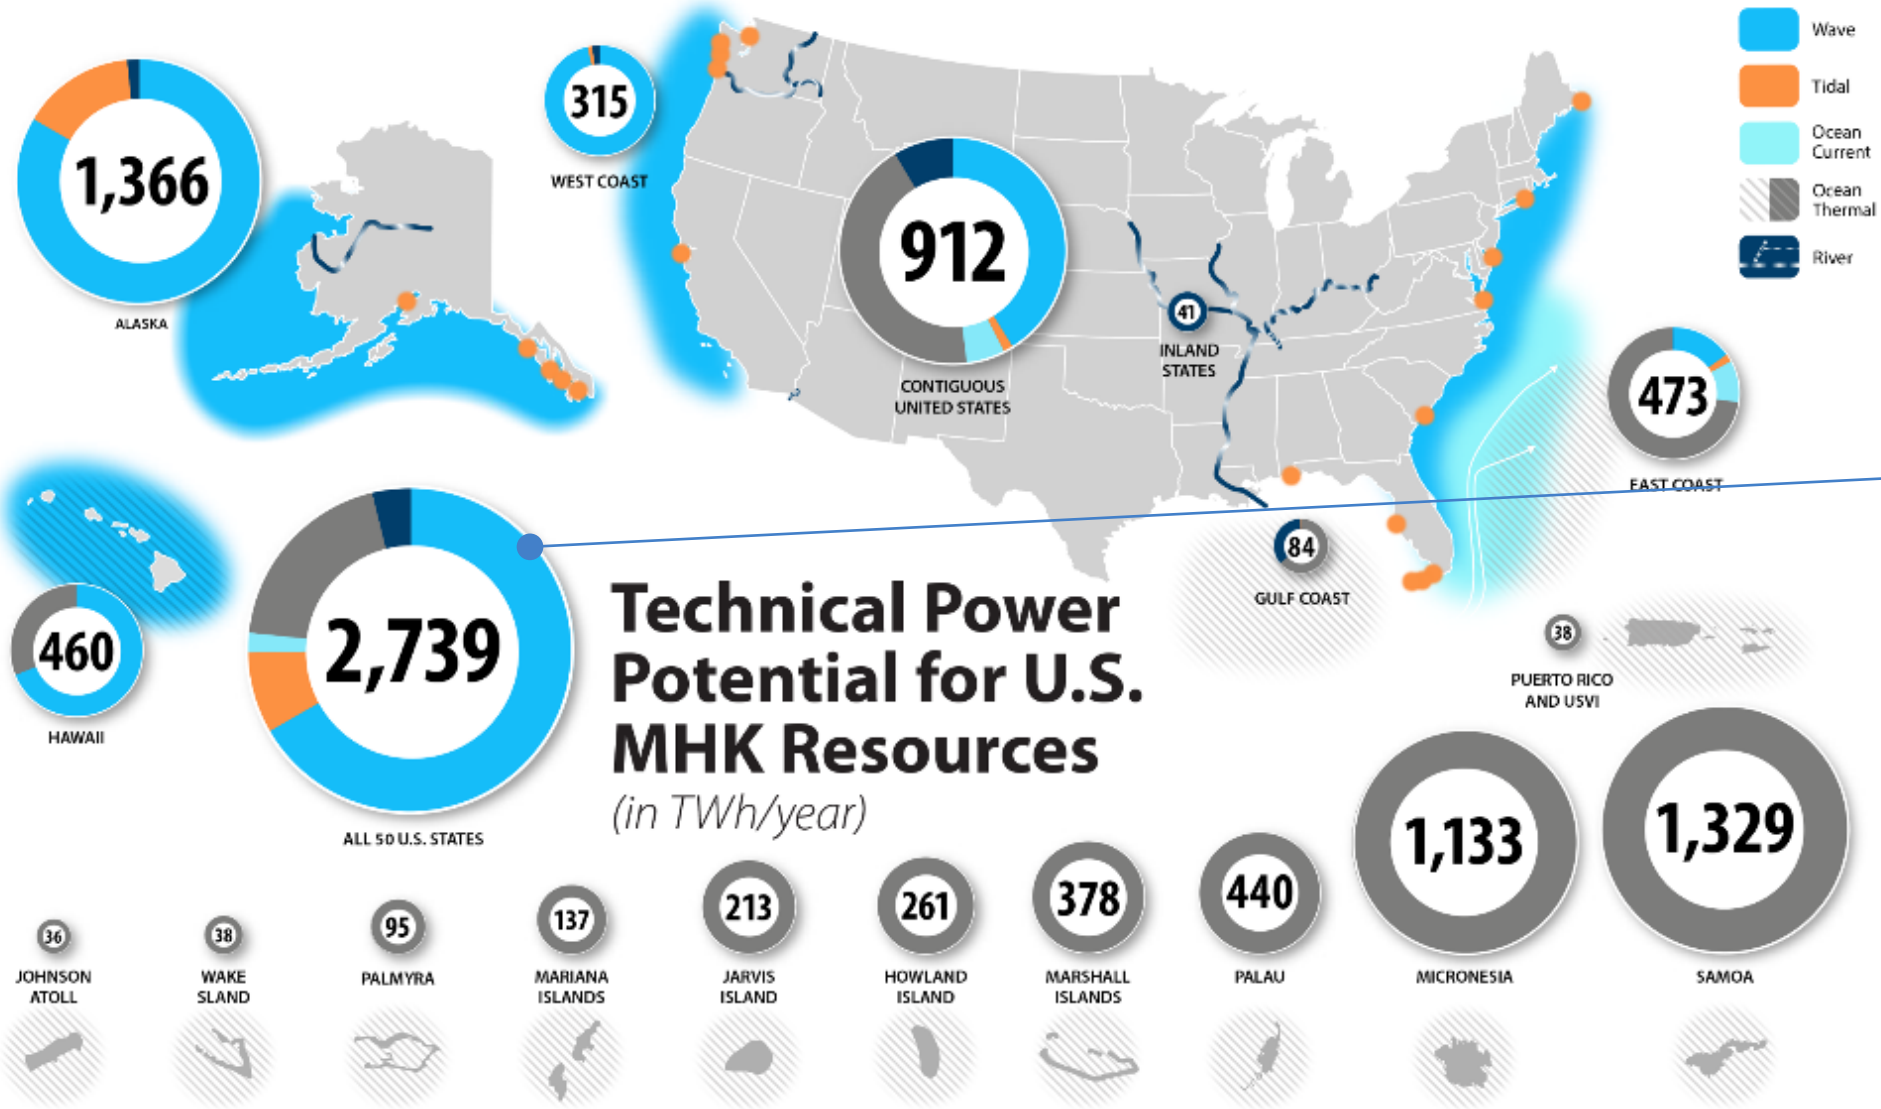 Wave
Tidal
Ocean
Current
Ocean
Thermal
River
1,366
ALASKA
315
WEST COAST
912
CONTIGUOUS
UNITED STATES
41
INLAND
STATES
473
EAST COAST
84
GULF COAST
460
HAWAII
2,739
ALL 50 U.S. STATES
Technical Power
Potential for U.S.
MHK Resources
(in TWh/year)
38
PUERTO RICO
AND USVI
36
JOHNSON
ATOLL
38
WAKE
SLAND
95
PALMYRA
137
MARIANA
ISLANDS
213
JARVIS
ISLAND
261
HOWLAND
ISLAND
378
MARSHALL
ISLANDS
440
PALAU
1,133
MICRONESIA
1,329
SAMOA